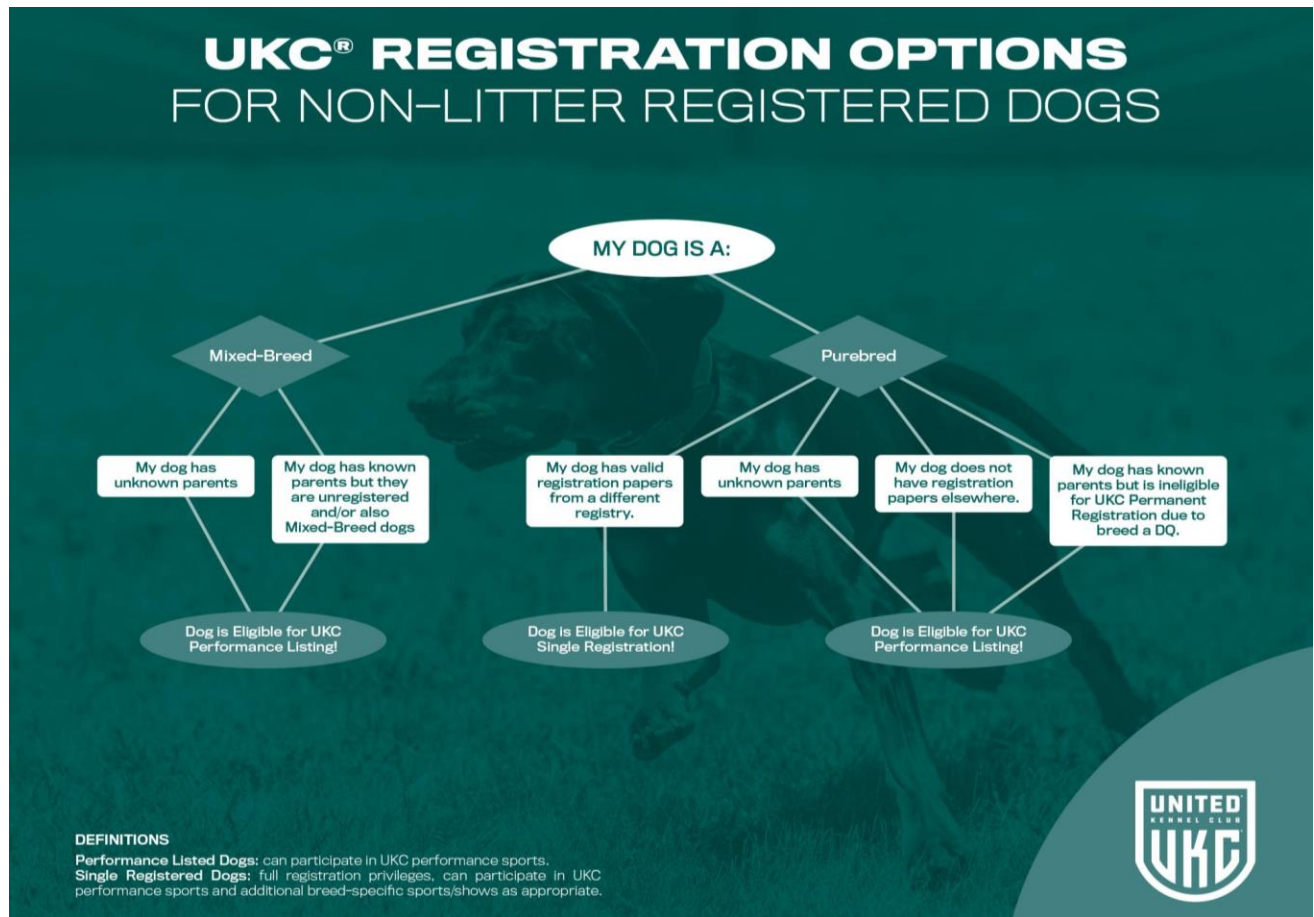 UKC® REGISTRATION OPTIONS
FOR NON-LITTER REGISTERED DOGS
MY DOG IS A:
Mixed-Breed
Purebred
My dog has
unknown parents
My dog has known
parents but they
are unregistered
and/or also
Mixed-Breed dogs
My dog has valid
registration papers
from a different
registry.
My dog has
unknown parents
My dog does not
have registration
papers elsewhere.
My dog has known
parents but is ineligible
for UKC Permanent
Registration due to
breed a DQ.
Dog is Eligible for UKC
Performance Listing!
Dog is Eligible for UKC
Single Registration!
Dog is Eligible for UKC
Performance Listing!
DEFINITIONS
Performance Listed Dogs: can participate in UKC performance sports.
Single Registered Dogs: full registration privileges, can participate in UKC
performance sports and additional breed-specific sports/shows as appropriate.
UNITED
KENNEL CLUB
UKC